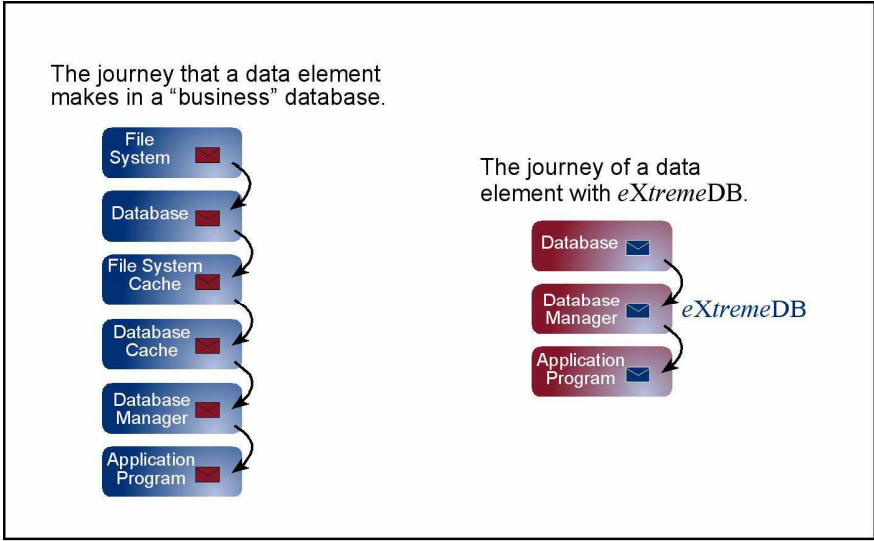 The journey that a data element
makes in a “business” database.
File
System
Database
File System
Cache
Database
Cache
Database
Manager
Application
Program
The journey of a data
element with eXtremeDB.
Database
Database
Manager
eXtremeDB
Application
Program